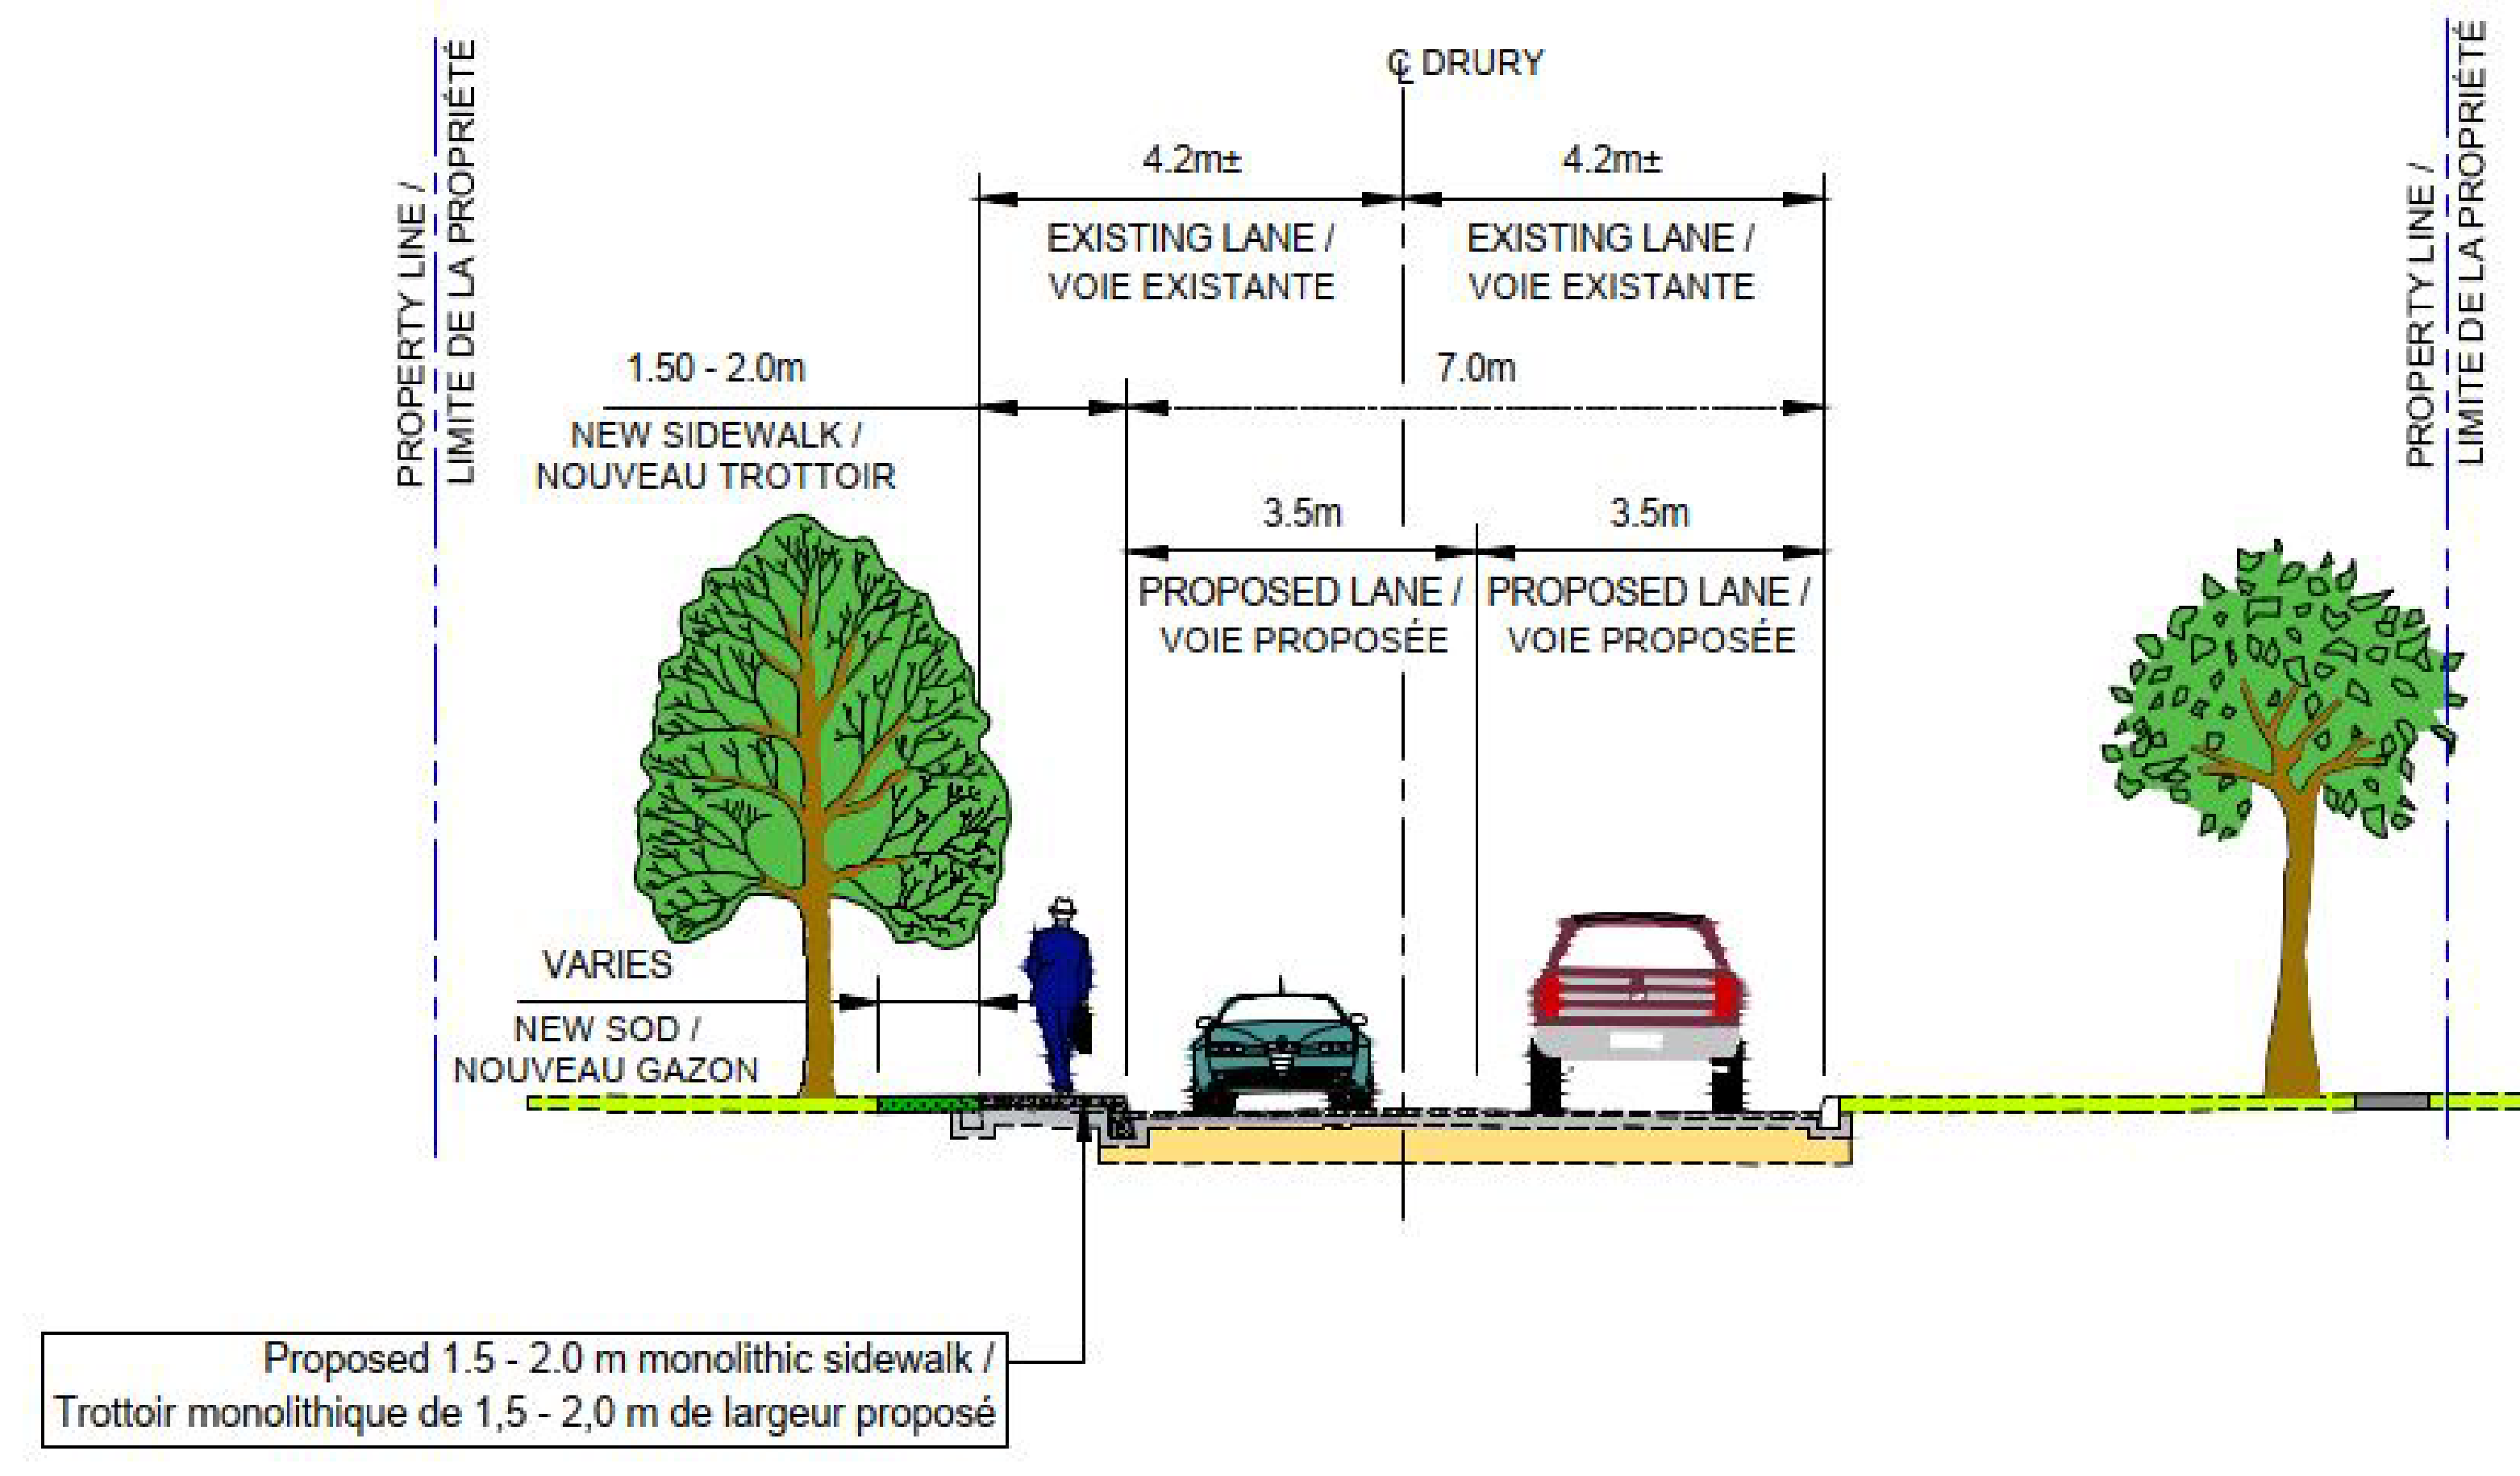 ℄ DRURY
PROPERTY LINE /
LIMITE DE LA PROPRIÉTÉ
PROPERTY LINE /
LIMITE DE LA PROPRIÉTÉ
4.2m±
4.2m±
EXISTING LANE /
VOIE EXISTANTE
EXISTING LANE /
VOIE EXISTANTE
1.50 - 2.0m
7.0m
NEW SIDEWALK /
NOUVEAU TROTTOIR
3.5m
3.5m
PROPOSED LANE /
VOIE PROPOSÉE
PROPOSED LANE /
VOIE PROPOSÉE
VARIES
NEW SOD /
NOUVEAU GAZON
Proposed 1.5 - 2.0 m monolithic sidewalk /
Trottoir monolithique de 1,5 - 2,0 m de largeur proposé